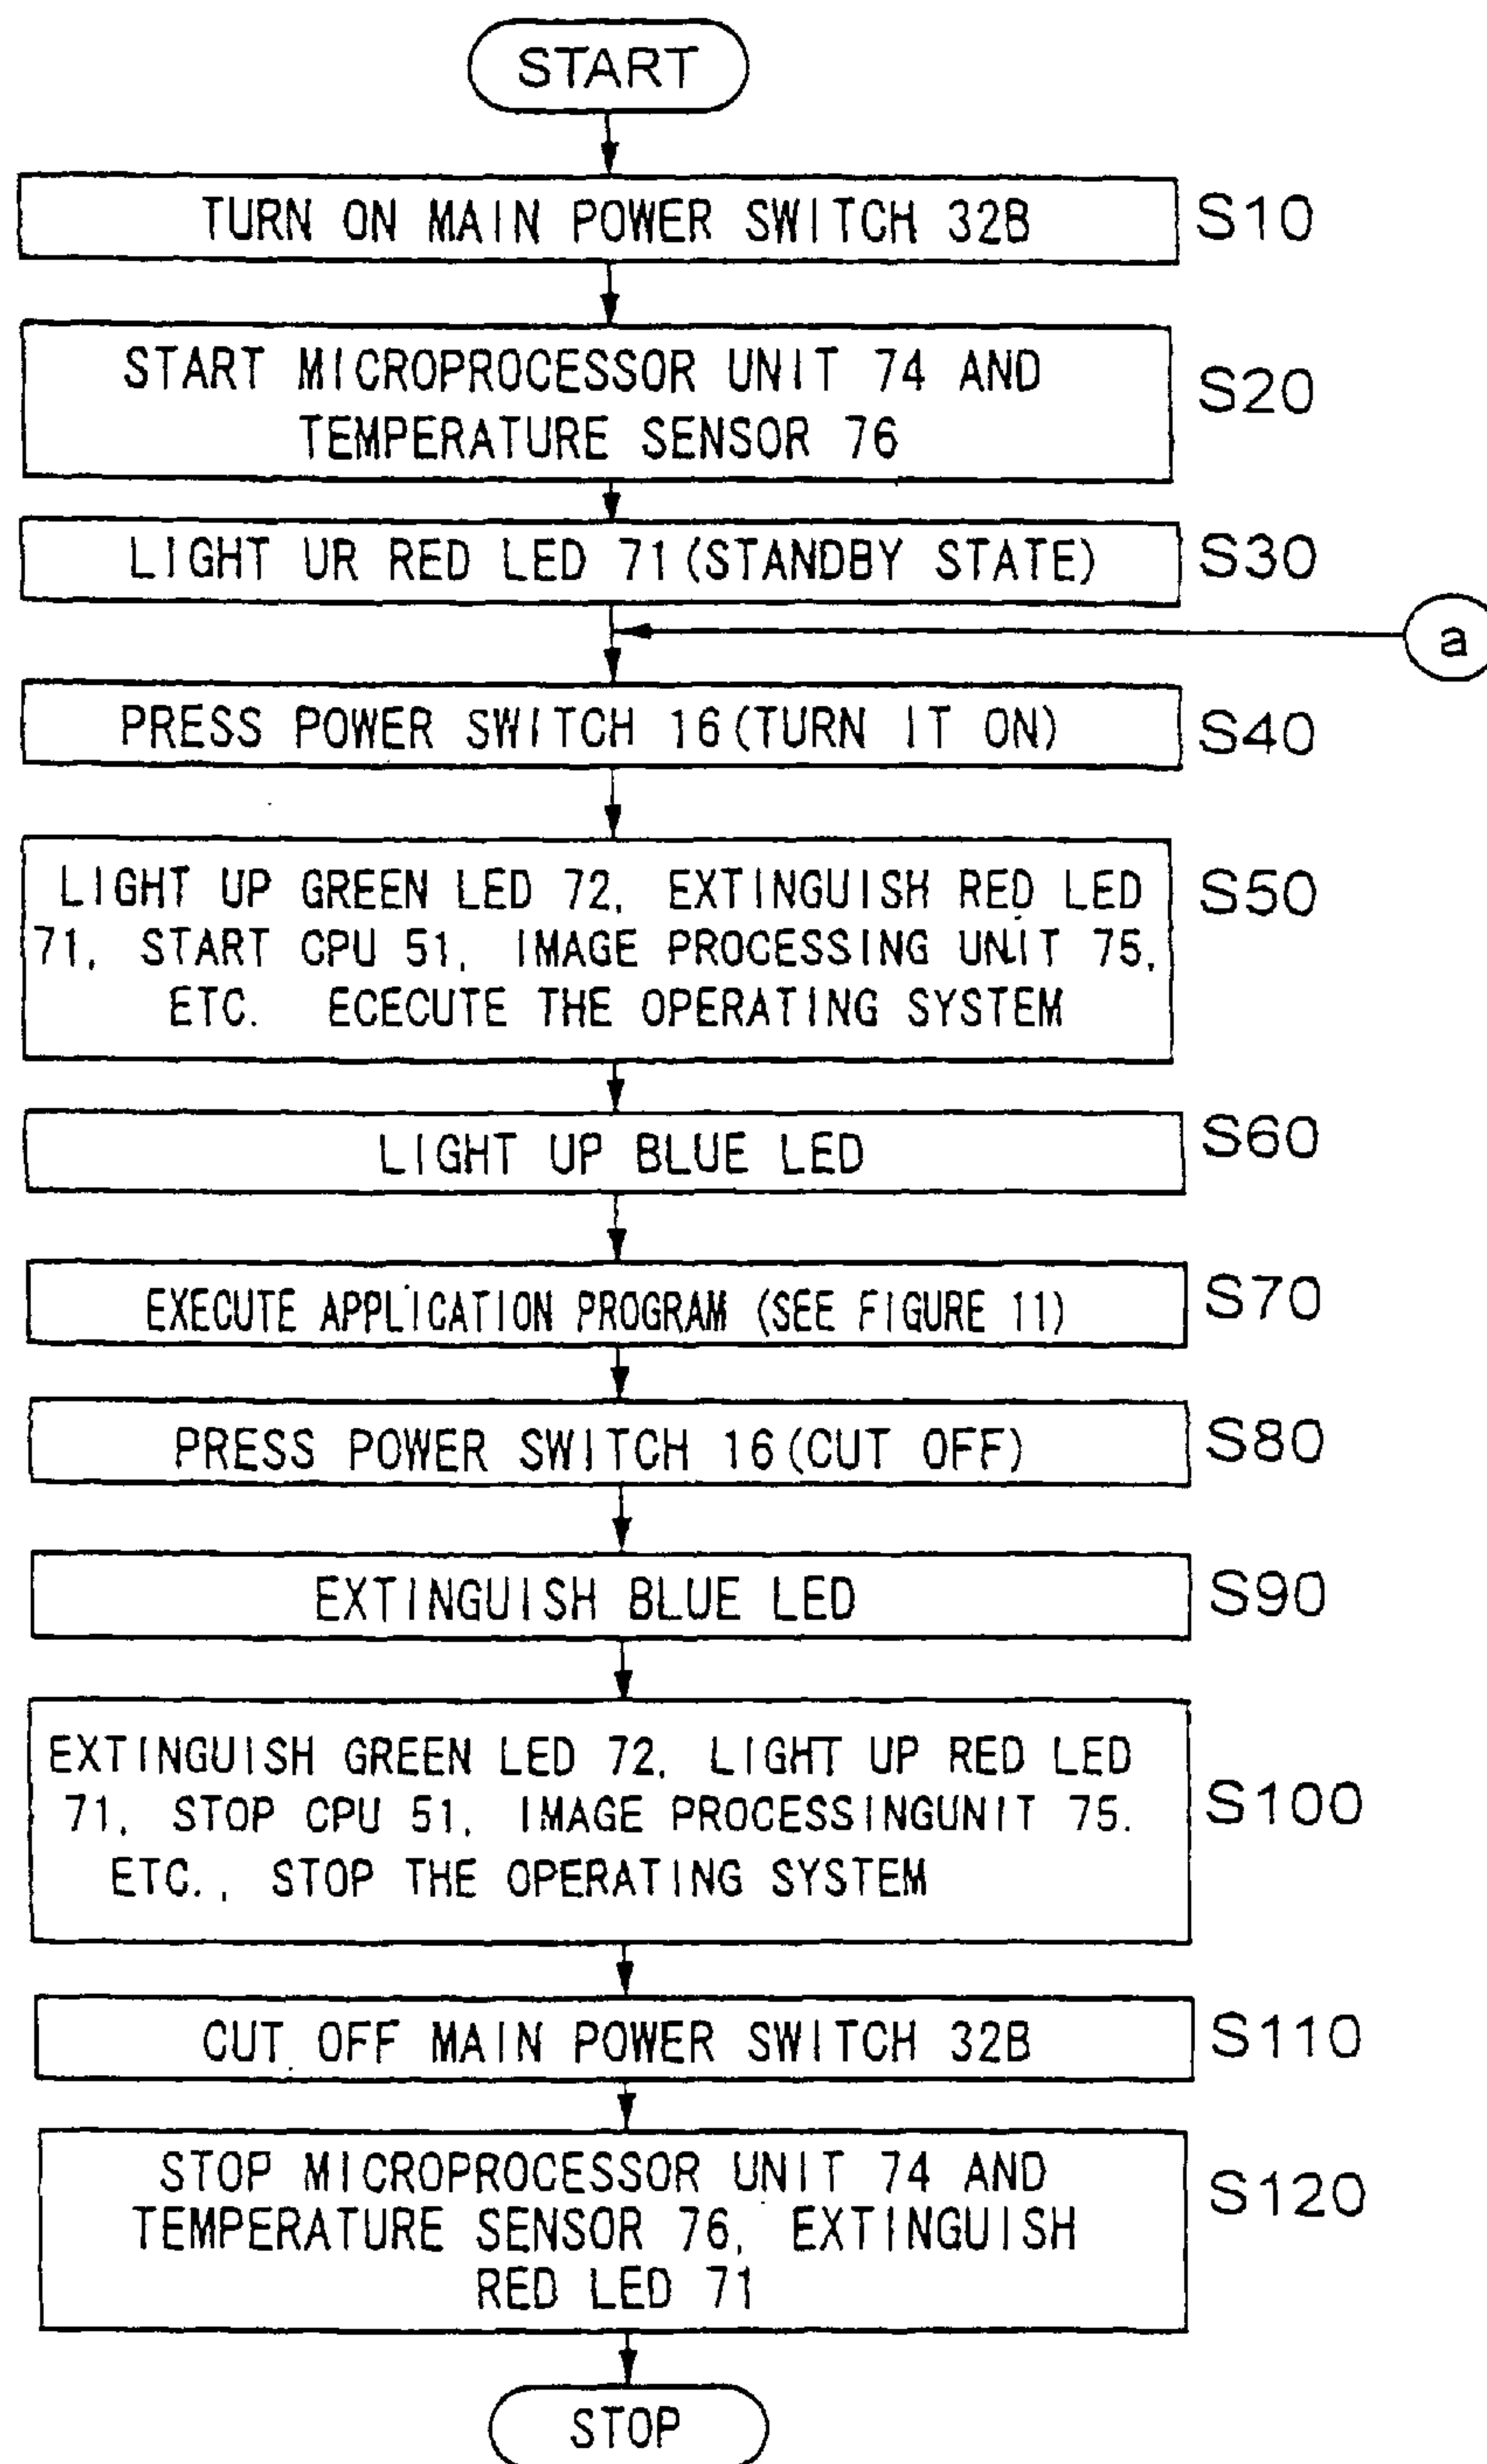 START
TURN ON MAIN POWER SWITCH 32B
S10
START MICROPROCESSOR UNIT 74 AND
TEMPERATURE SENSOR 76
S20
LIGHT UR RED LED 71(STANDBY STATE)
S30
a
PRESS POWER SWITCH 16(TURN IT ON)
S40
LIGHT UP GREEN LED 72, EXTINGUISH RED LED
71, START CPU 51, IMAGE PROCESSING UNIT 75,
ETC. ECECUTE THE OPERATING SYSTEM
S50
LIGHT UP BLUE LED
S60
EXECUTE APPLICATION PROGRAM (SEE FIGURE 11)
S70
PRESS POWER SWITCH 16(CUT OFF)
S80
EXTINGUISH BLUE LED
S90
EXTINGUISH GREEN LED 72, LIGHT UP RED LED
71, STOP CPU 51, IMAGE PROCESSINGUNIT 75.
ETC., STOP THE OPERATING SYSTEM
S100
CUT OFF MAIN POWER SWITCH 32B
S110
STOP MICROPROCESSOR UNIT 74 AND
TEMPERATURE SENSOR 76, EXTINGUISH
RED LED 71
S120
STOP